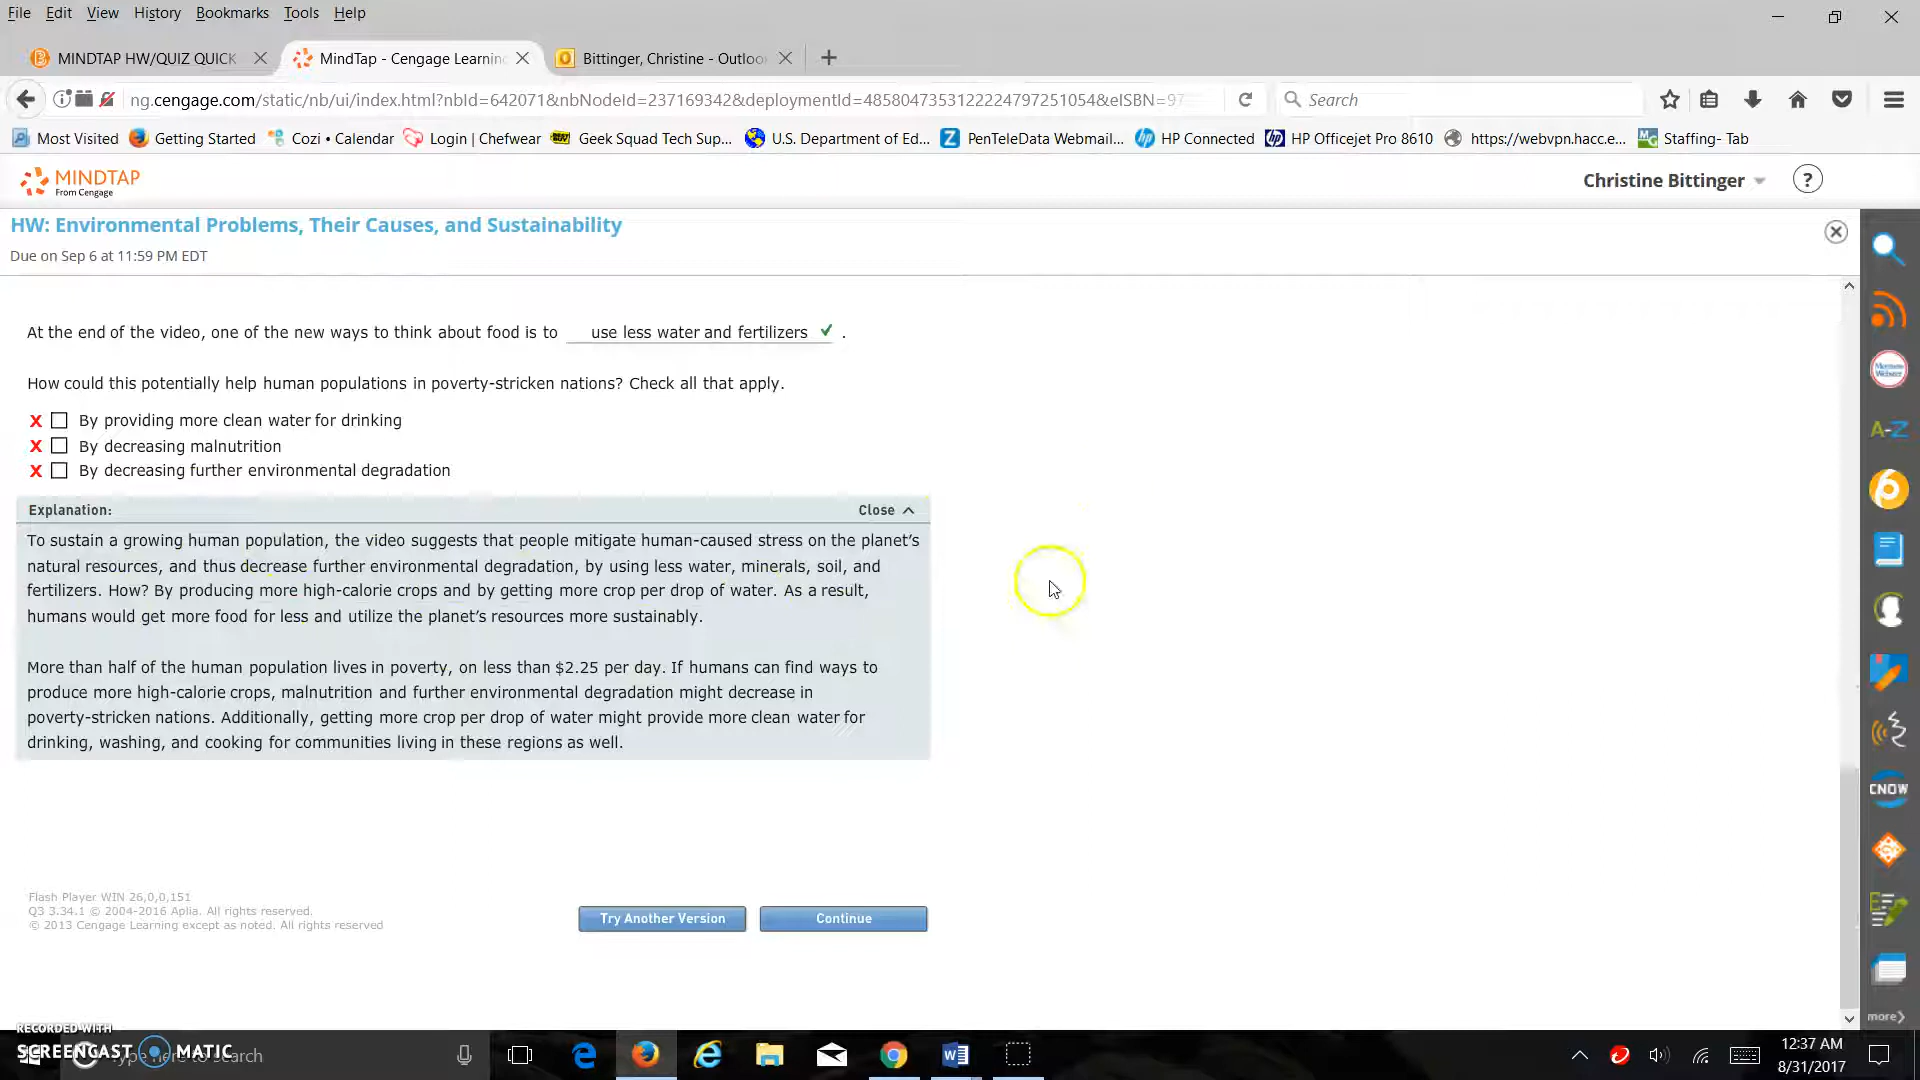 File Edit View History Bookmarks Tools Help
MINDTAP HW/QUIZ QUICK
MindTap - Cengage Learning
Bittinger, Christine - Outloo
ng.cengage.com/static/nb/ui/index.html?nbId=642071&nbNodeId=237169342&deploymentId=4858047353122224797251054&eISBN=97
Search
Most Visited Getting Started Cozi • Calendar Login | Chefwear Geek Squad Tech Sup... U.S. Department of Ed... PenTeleData Webmail... HP Connected HP Officejet Pro 8610 https://webvpn.hacc.e... Staffing- Tab
MINDTAP
From Cengage
Christine Bittinger ?
HW: Environmental Problems, Their Causes, and Sustainability
Due on Sep 6 at 11:59 PM EDT
At the end of the video, one of the new ways to think about food is to use less water and fertilizers .
How could this potentially help human populations in poverty-stricken nations? Check all that apply.
X By providing more clean water for drinking
X By decreasing malnutrition
X By decreasing further environmental degradation
Explanation: Close
To sustain a growing human population, the video suggests that people mitigate human-caused stress on the planet's
natural resources, and thus decrease further environmental degradation, by using less water, minerals, soil, and
fertilizers. How? By producing more high-calorie crops and by getting more crop per drop of water. As a result,
humans would get more food for less and utilize the planet's resources more sustainably.
More than half of the human population lives in poverty, on less than $2.25 per day. If humans can find ways to
produce more high-calorie crops, malnutrition and further environmental degradation might decrease in
poverty-stricken nations. Additionally, getting more crop per drop of water might provide more clean water for
drinking, washing, and cooking for communities living in these regions as well.
Flash Player WIN 26,0,0,151
Q3 3.34.1 © 2004-2016 Aplia. All rights reserved.
© 2013 Cengage Learning except as noted. All rights reserved
Try Another Version
Continue
Merriam-Webster
A-Z
CNOW
more>
RECORDED WITH
SCREENCAST MATIC
Type here to search
12:37 AM
8/31/2017